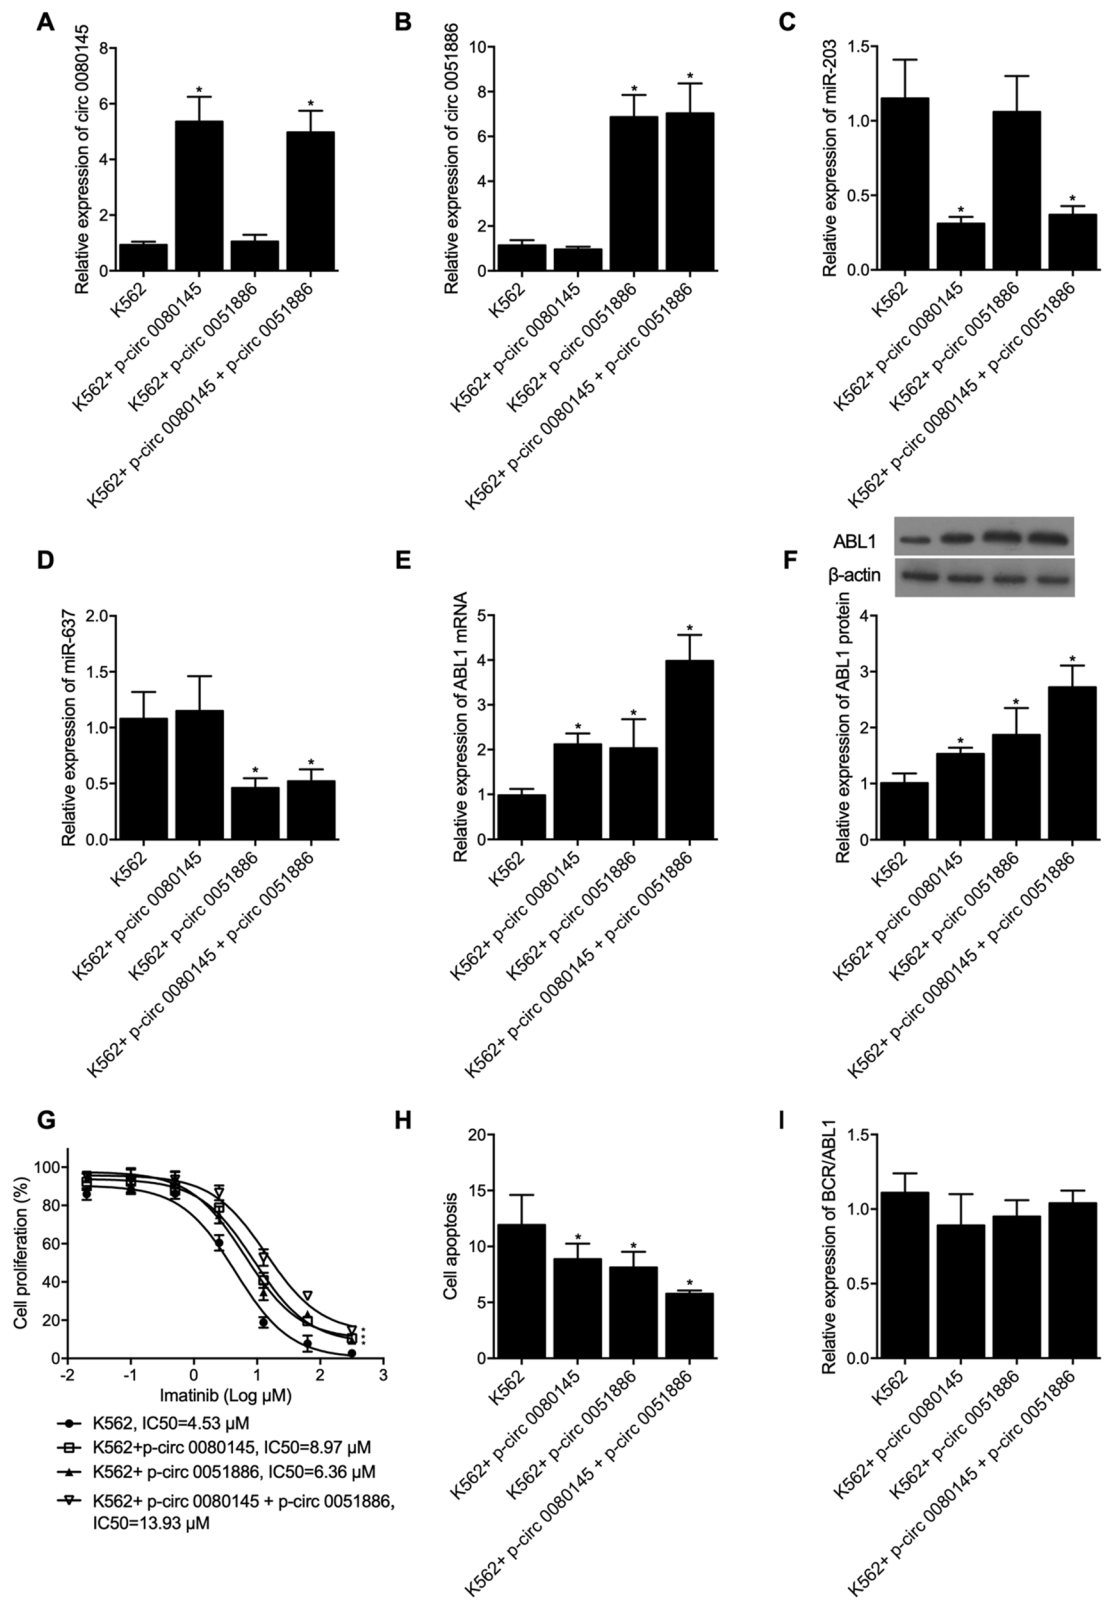 A
Relative expression of circ 0080145
8
6
4
2
0
*
*
K562
K562+ p-circ 0080145
K562+ p-circ 0051886
K562+ p-circ 0080145 + p-circ 0051886
B
Relative expression of circ 0051886
10
8
6
4
2
0
*
*
K562
K562+ p-circ 0080145
K562+ p-circ 0051886
K562+ p-circ 0080145 + p-circ 0051886
C
Relative expression of miR-203
1.5
1.0
0.5
0.0
*
*
K562
K562+ p-circ 0080145
K562+ p-circ 0051886
K562+ p-circ 0080145 + p-circ 0051886
D
Relative expression of miR-637
2.0
1.5
1.0
0.5
0.0
*
*
K562
K562+ p-circ 0080145
K562+ p-circ 0051886
K562+ p-circ 0080145 + p-circ 0051886
E
Relative expression of ABL1 mRNA
5
4
3
2
1
0
*
*
*
K562
K562+ p-circ 0080145
K562+ p-circ 0051886
K562+ p-circ 0080145 + p-circ 0051886
F
ABL1
β-actin
Relative expression of ABL1 protein
4
3
2
1
0
*
*
*
K562
K562+ p-circ 0080145
K562+ p-circ 0051886
K562+ p-circ 0080145 + p-circ 0051886
G
Cell proliferation (%)
100
80
60
40
20
0
-2 -1 0 1 2 3
***
Imatinib (Log μM)
K562, IC50=4.53 μM
K562+p-circ 0080145, IC50=8.97 μM
K562+ p-circ 0051886, IC50=6.36 μM
K562+ p-circ 0080145 + p-circ 0051886,
IC50=13.93 μM
H
Cell apoptosis
20
15
10
5
0
*
*
*
K562
K562+ p-circ 0080145
K562+ p-circ 0051886
K562+ p-circ 0080145 + p-circ 0051886
I
Relative expression of BCR/ABL1
1.5
1.0
0.5
0.0
K562
K562+ p-circ 0080145
K562+ p-circ 0051886
K562+ p-circ 0080145 + p-circ 0051886